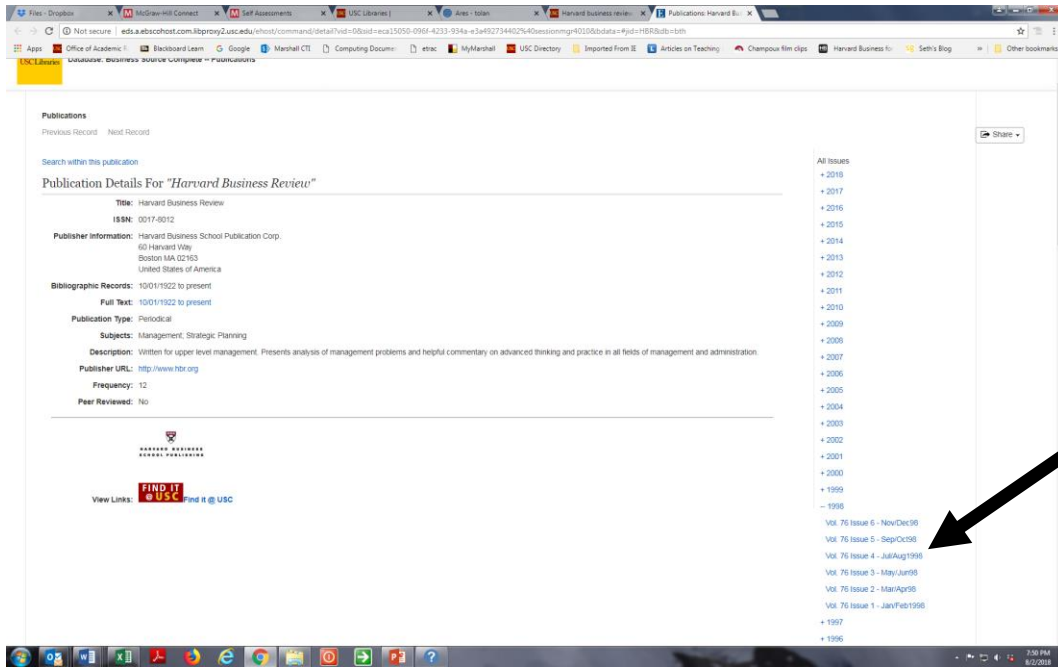 Files - Dropbox
McGraw-Hill Connect
Self Assessments
USC Libraries |
Ares - tolan
Harvard business review
Publications: Harvard Bu
Not secure | eds.a.ebscohost.com.libproxy2.usc.edu/ehost/command/detail?vid=0&sid=eca15050-096f-4233-934a-e3a492734402%40sessionmgr4010&bdata=#jid=HBR&db=bth
Apps
Office of Academic
Blackboard Learn
Google
Marshall CTI
Computing Docume
etrac
MyMarshall
USC Directory
Imported From IE
Articles on Teaching
Champoux film clips
Harvard Business fo
Seth's Blog
»
Other bookmarks
USC Libraries
Database: Business Source Complete -- Publications
Publications
Previous Record Next Record
Share
Search within this publication
Publication Details For "Harvard Business Review"
Title: Harvard Business Review
ISSN: 0017-8012
Publisher Information: Harvard Business School Publication Corp.
60 Harvard Way
Boston MA 02163
United States of America
Bibliographic Records: 10/01/1922 to present
Full Text: 10/01/1922 to present
Publication Type: Periodical
Subjects: Management; Strategic Planning
Description: Written for upper level management. Presents analysis of management problems and helpful commentary on advanced thinking and practice in all fields of management and administration.
Publisher URL: http://www.hbr.org
Frequency: 12
Peer Reviewed: No
HARVARD BUSINESS
SCHOOL PUBLISHING
View Links: FIND IT @ USC Find It @ USC
All Issues
+ 2018
+ 2017
+ 2016
+ 2015
+ 2014
+ 2013
+ 2012
+ 2011
+ 2010
+ 2009
+ 2008
+ 2007
+ 2006
+ 2005
+ 2004
+ 2003
+ 2002
+ 2001
+ 2000
+ 1999
– 1998
Vol. 76 Issue 6 - Nov/Dec98
Vol. 76 Issue 5 - Sep/Oct98
Vol. 76 Issue 4 - Jul/Aug1998
Vol. 76 Issue 3 - May/Jun98
Vol. 76 Issue 2 - Mar/Apr98
Vol. 76 Issue 1 - Jan/Feb1998
+ 1997
+ 1996
7:50 PM
8/2/2018